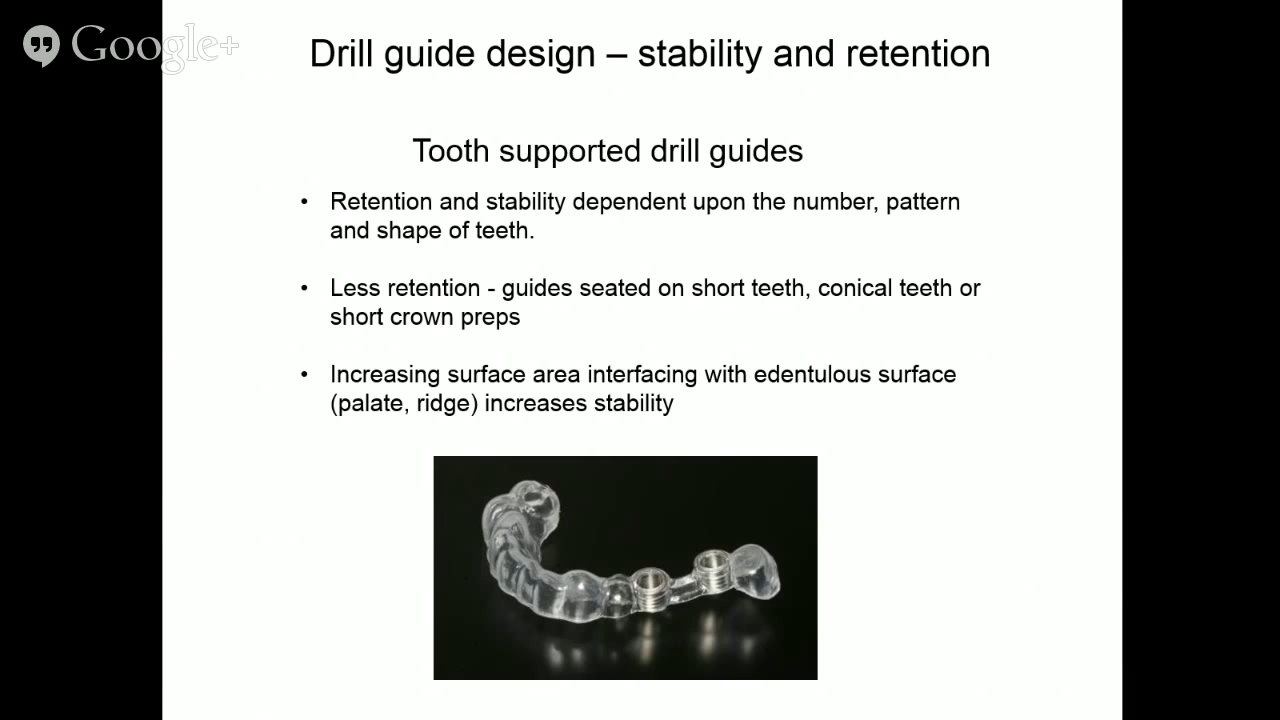 Google+
Drill guide design – stability and retention
Tooth supported drill guides
• Retention and stability dependent upon the number, pattern
and shape of teeth.
• Less retention - guides seated on short teeth, conical teeth or
short crown preps
• Increasing surface area interfacing with edentulous surface
(palate, ridge) increases stability